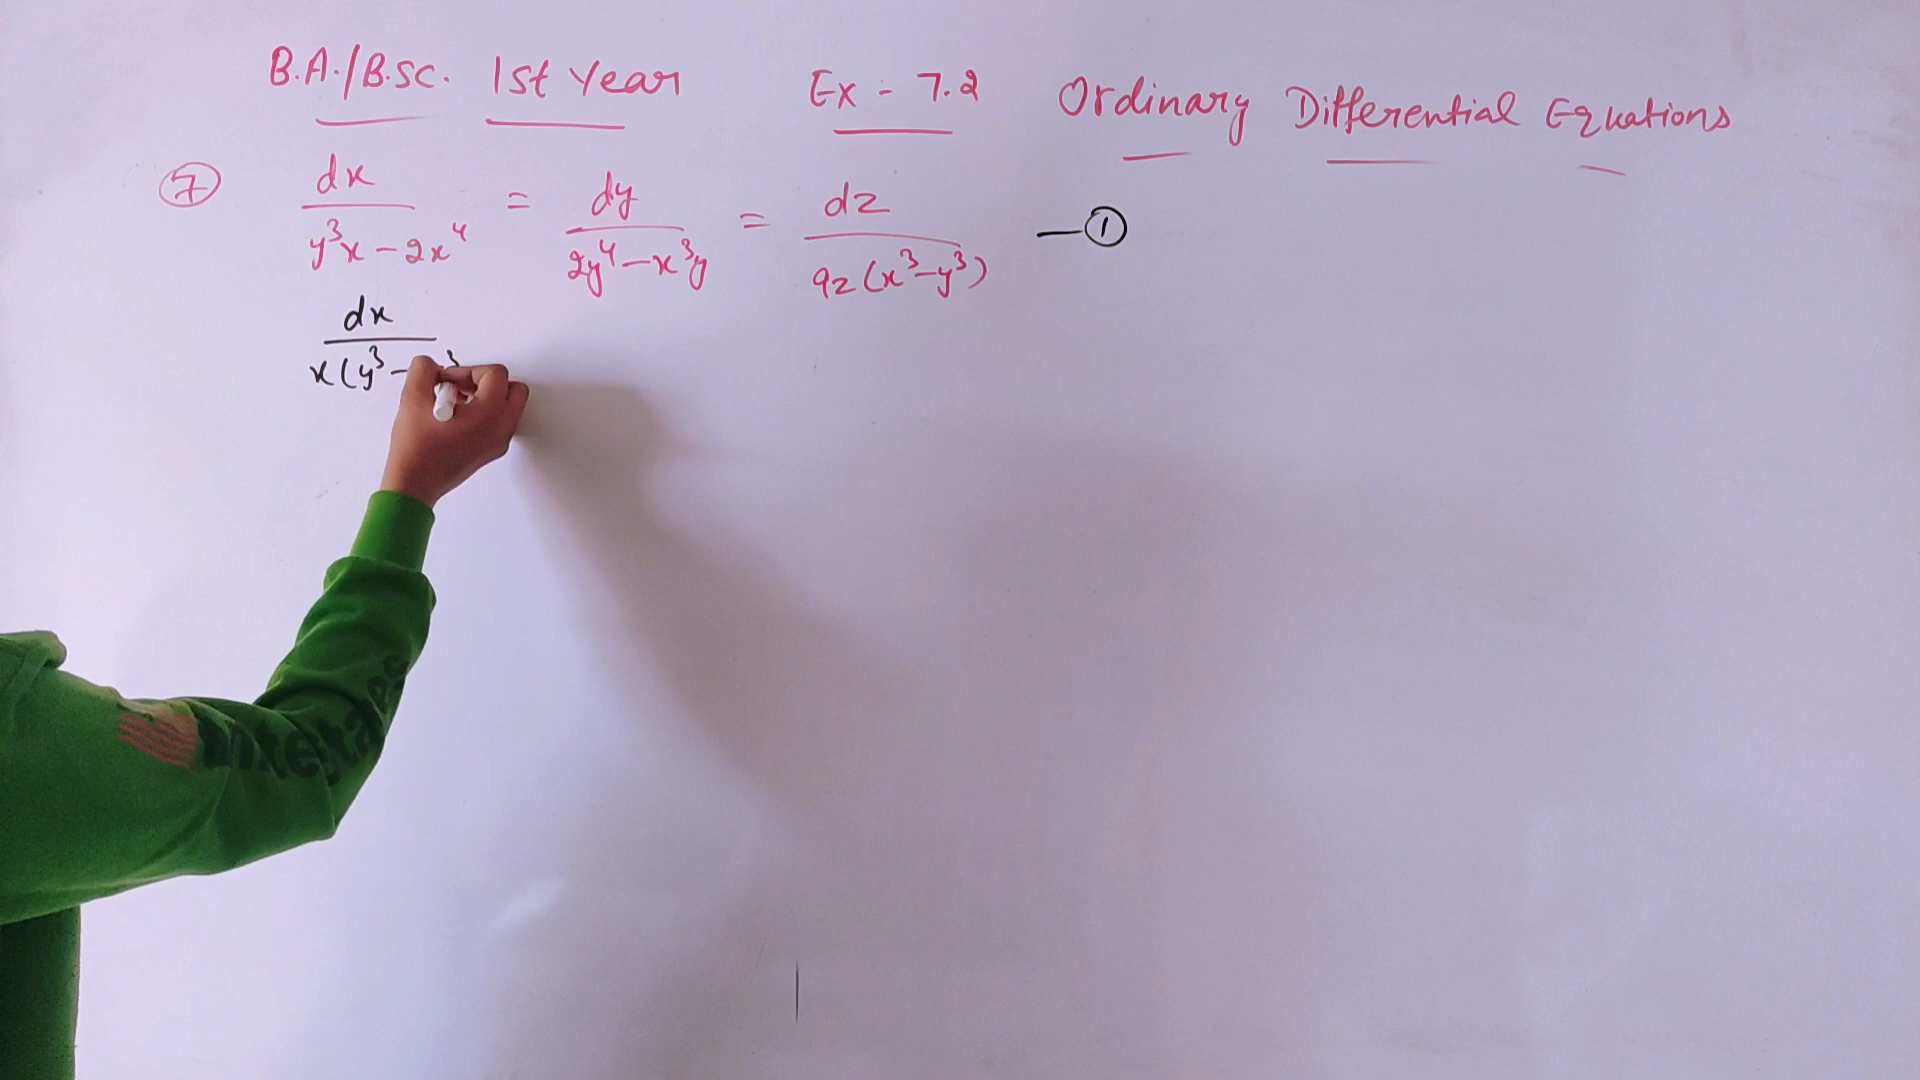 B.A./B.Sc. 1st Year Ex - 7.2 Ordinary Differential Equations
⑦ dx/(y³x - 2x⁴) = dy/(2y⁴ - x³y) = dz/(9z(x³ - y³)) — ①
dx/x(y³ -